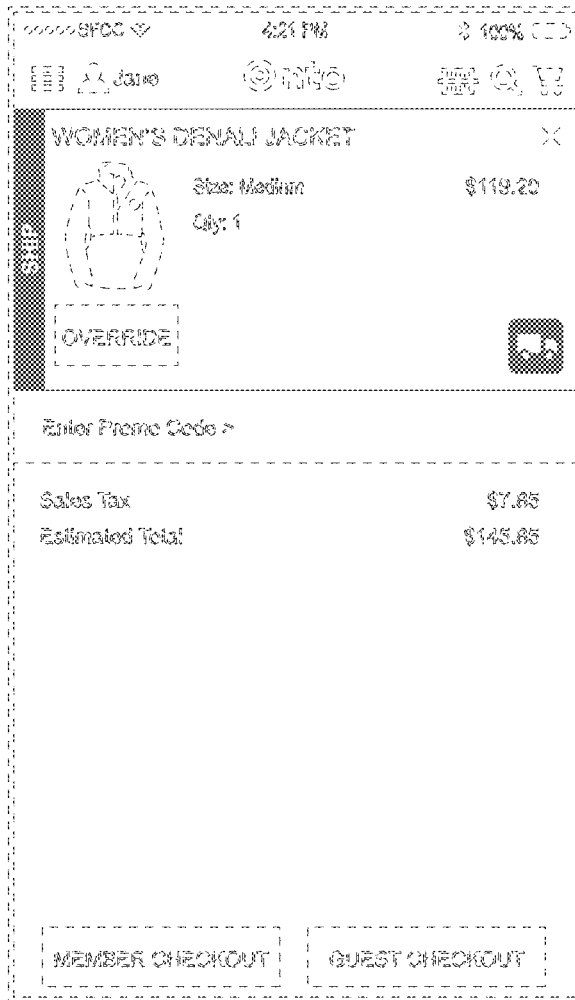 SFCC 4:21 PM 100%
Jane
WOMEN'S DENALI JACKET
Size: Medium $119.20
Qty: 1
SHIP
OVERRIDE
Enter Promo Code >
Sales Tax $7.85
Estimated Total $145.85
MEMBER CHECKOUT GUEST CHECKOUT